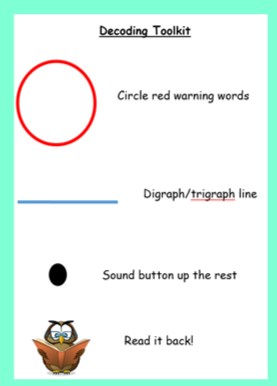 Decoding Toolkit
Circle red warning words
Digraph/trigraph line
Sound button up the rest
Read it back!